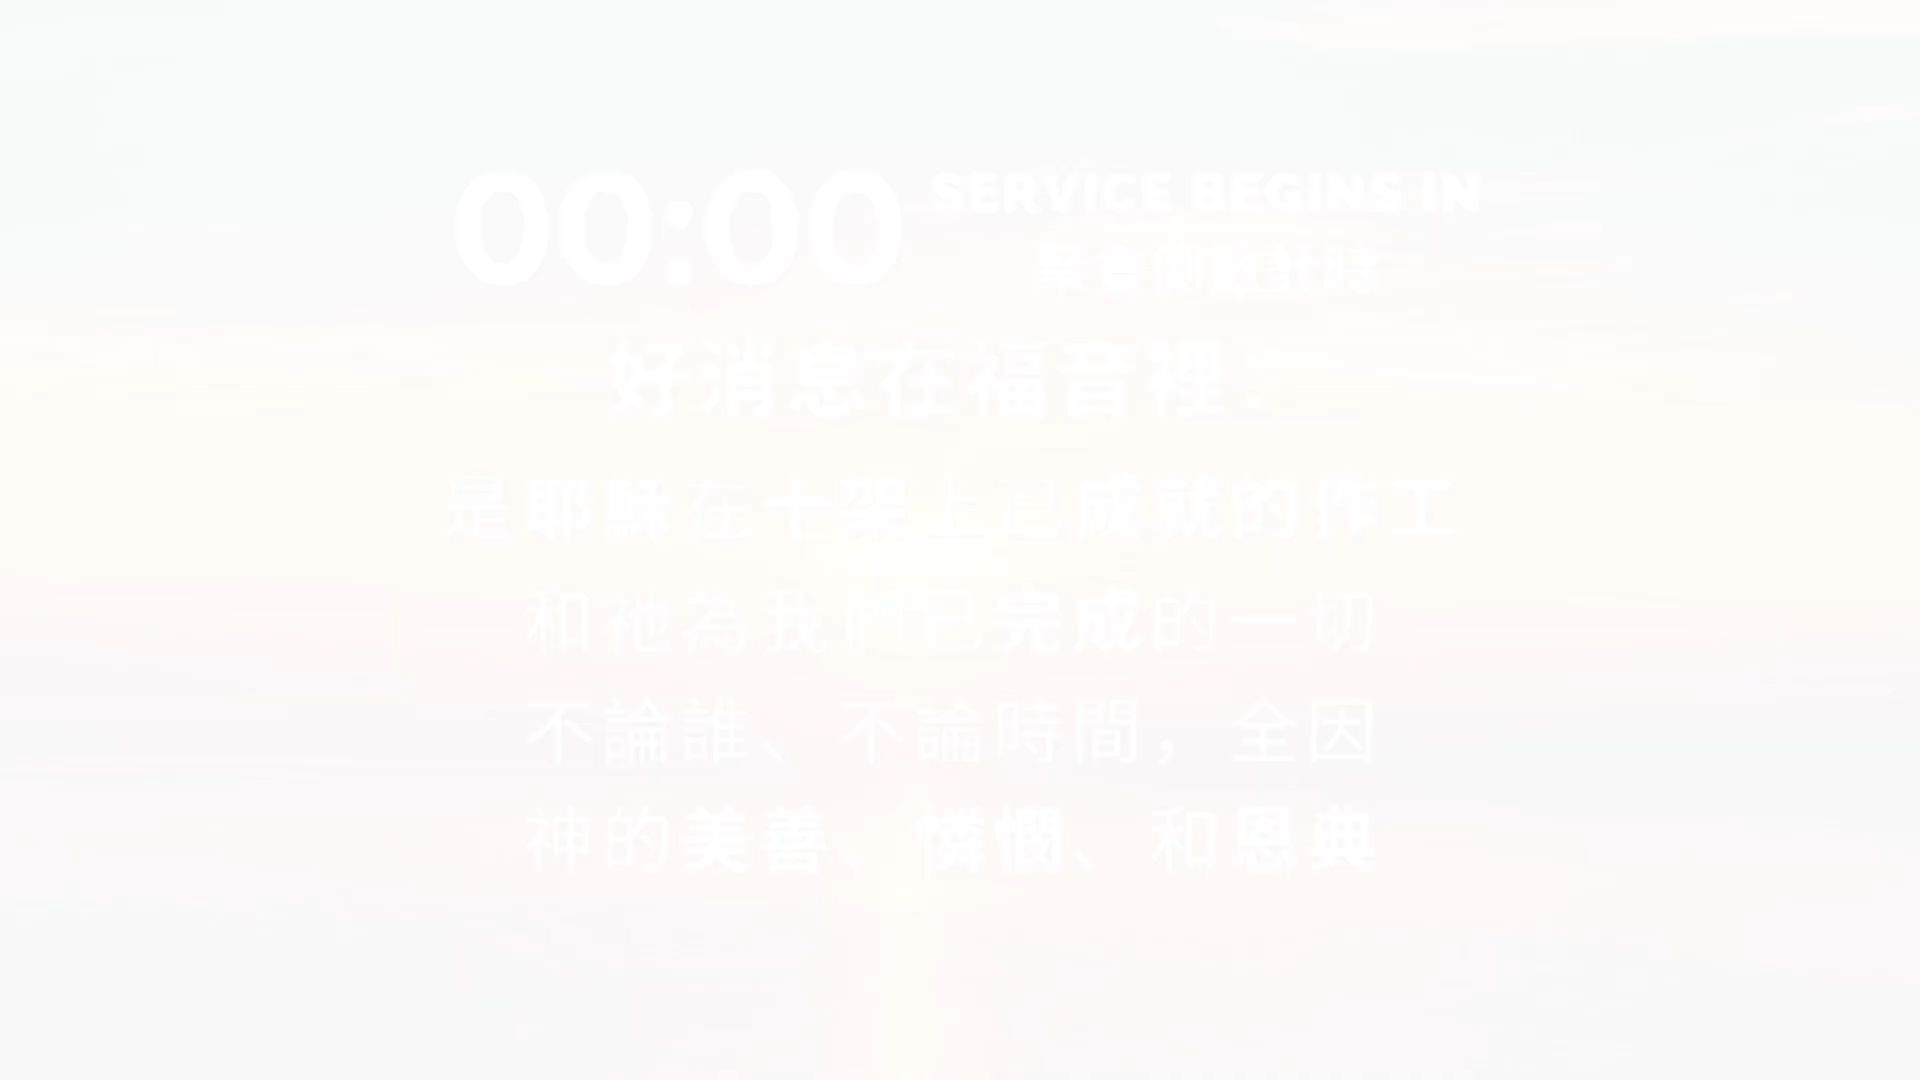 00:00 SERVICE BEGINS IN
聚會倒數計時
好消息在福音裡：
是耶穌在十架上已成就的作工
和祂為我們已完成的一切
不論誰、不論時間，全因
神的美善、憐憫、和恩典